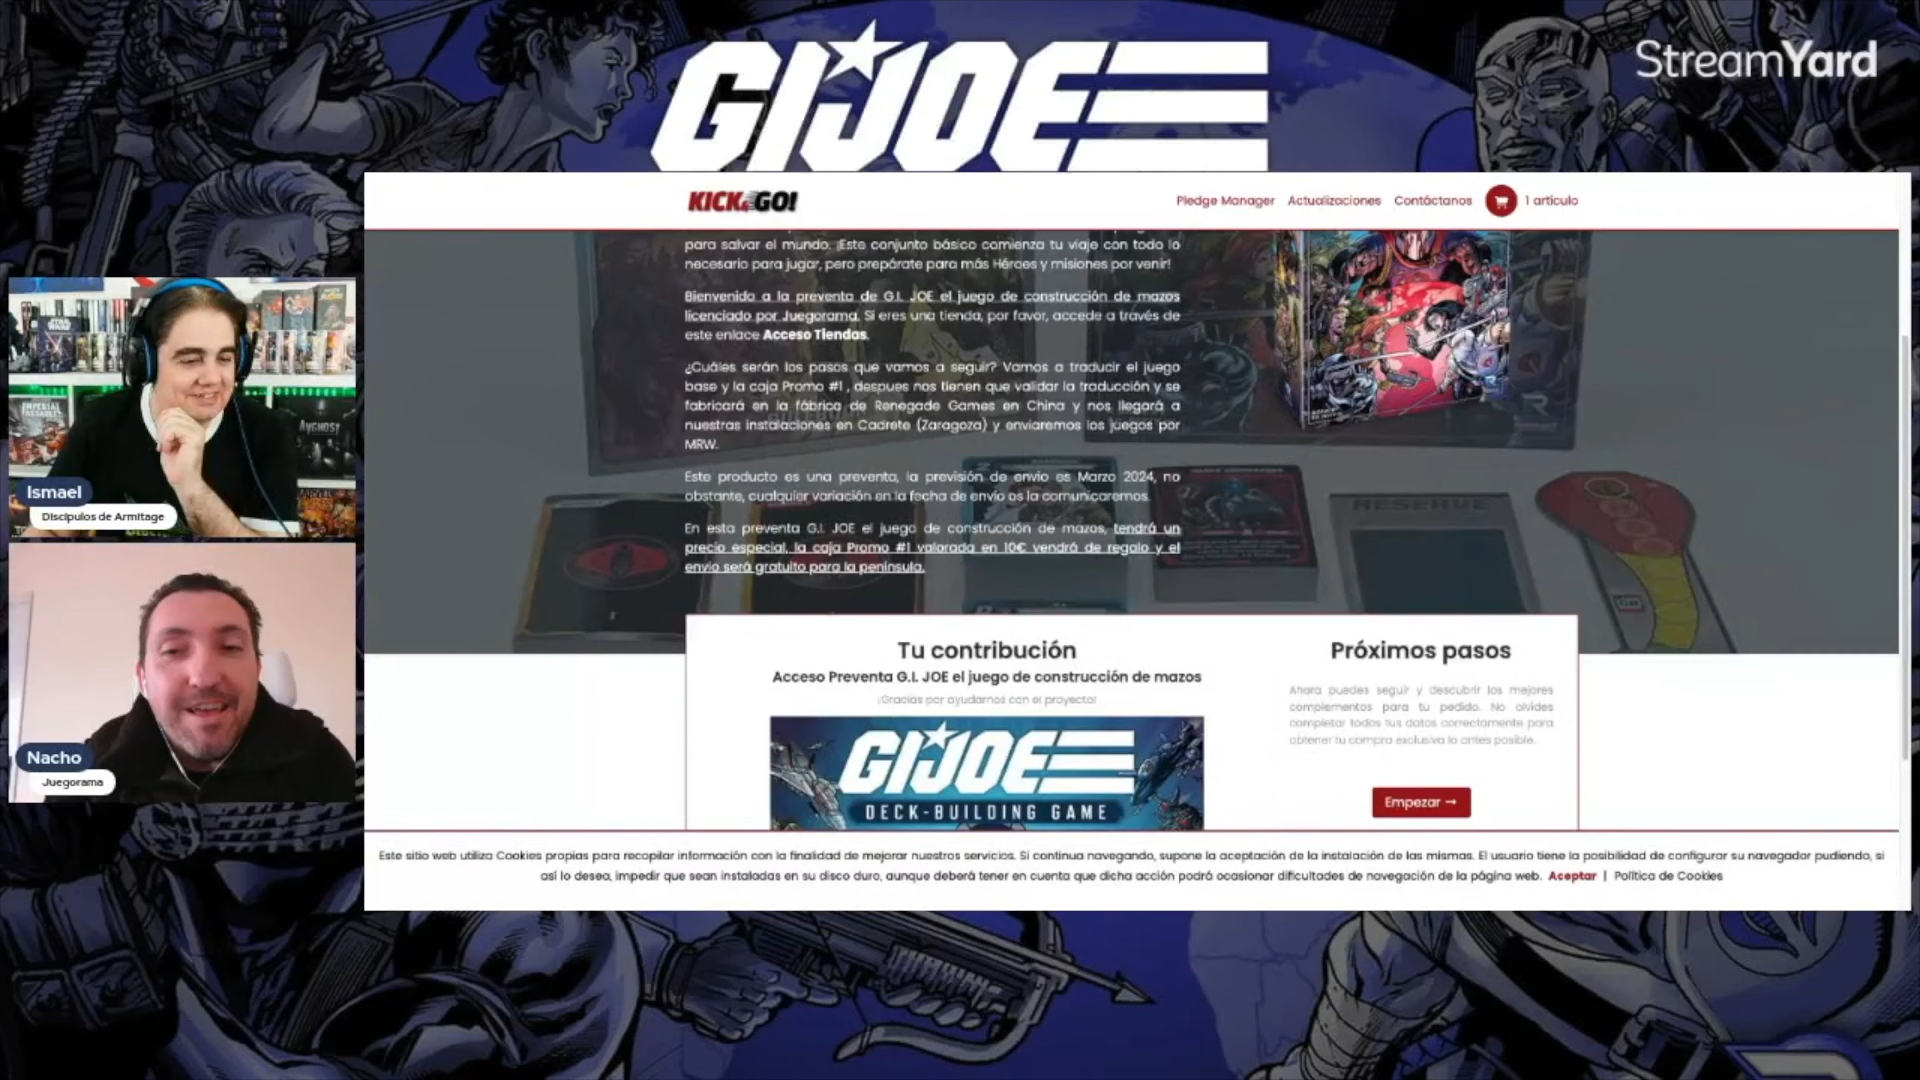 GIJOE
StreamYard
KICK&GO!
Pledge Manager Actualizaciones Contáctanos 1 artículo
para salvar el mundo. ¡Este conjunto básico comienza tu viaje con todo lo
necesario para jugar, pero prepárate para más Héroes y misiones por venir!
Bienvenido a la preventa de G.I. JOE el juego de construcción de mazos
licenciado por Juegorama. Si eres una tienda, por favor, accede a través de
este enlace Acceso Tiendas.
¿Cuáles serán los pasos que vamos a seguir? Vamos a traducir el juego
base y la caja Promo #1 , despues nos tienen que validar la traducción y se
fabricará en la fábrica de Renegade Games en China y nos llegará a
nuestras instalaciones en Cadrete (Zaragoza) y enviaremos los juegos por
MRW.
Este producto es una preventa, la previsión de envio es Marzo 2024, no
obstante, cualquier variación en la fecha de envío os la comunicaremos.
En esta preventa G.I. JOE el juego de construcción de mazos, tendrá un
precio especial, la caja Promo #1 valorada en 10€ vendrá de regalo y el
envío será gratuito para la península.
RESERVE
STAR WARS
IMPERIAL ASSAULT
AVGHOST
MARVEL
Ismael
Discípulos de Armitage
Nacho
Juegorama
Tu contribución
Acceso Preventa G.I. JOE el juego de construcción de mazos
¡Gracias por ayudarnos con el proyecto!
GIJOE
DECK-BUILDING GAME
Próximos pasos
Ahora puedes seguir y descubrir los mejores
complementos para tu pedido. No olvides
completar todos tus datos correctamente para
obtener tu compra exclusiva lo antes posible.
Empezar →
Este sitio web utiliza Cookies propias para recopilar información con la finalidad de mejorar nuestros servicios. Si continua navegando, supone la aceptación de la instalación de las mismas. El usuario tiene la posibilidad de configurar su navegador pudiendo, si
así lo desea, impedir que sean instaladas en su disco duro, aunque deberá tener en cuenta que dicha acción podrá ocasionar dificultades de navegación de la página web. Aceptar | Política de Cookies